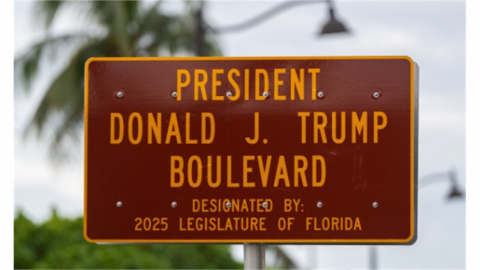 PRESIDENT
DONALD J. TRUMP
BOULEVARD
DESIGNATED BY:
2025 LEGISLATURE OF FLORIDA